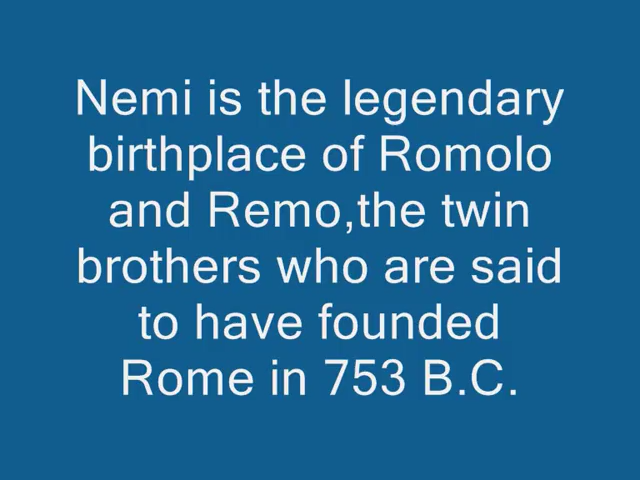 Nemi is the legendary
birthplace of Romolo
and Remo,the twin
brothers who are said
to have founded
Rome in 753 B.C.